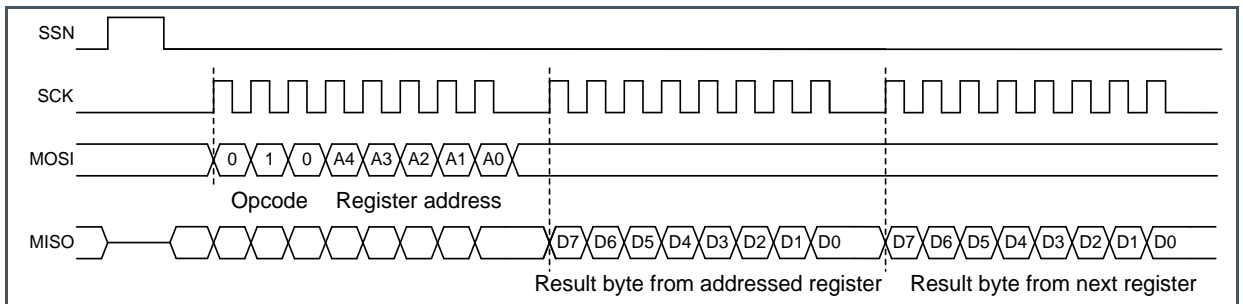 SSN
SCK
MOSI 0 1 0 A4 A3 A2 A1 A0
Opcode Register address
MISO D7 D6 D5 D4 D3 D2 D1 D0 D7 D6 D5 D4 D3 D2 D1 D0
Result byte from addressed register Result byte from next register